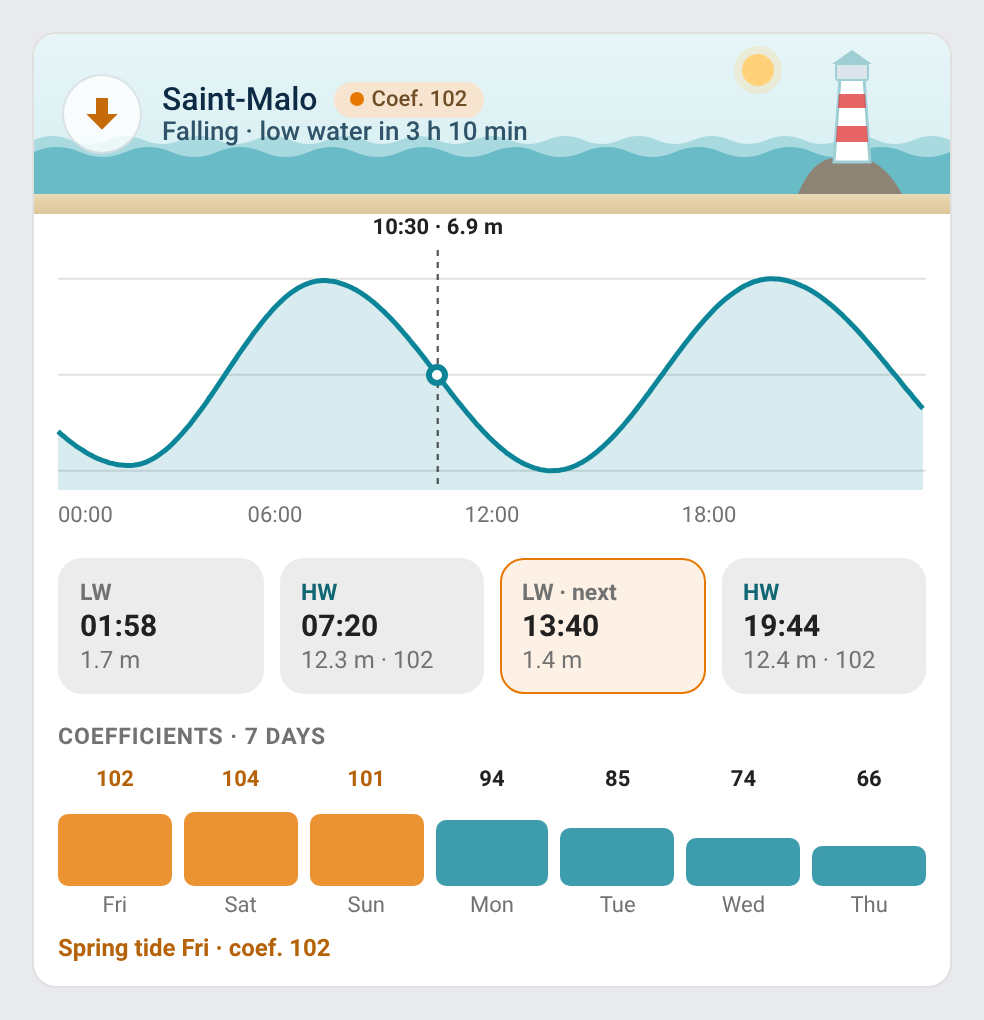 Saint-Malo
Coef. 102
Falling · low water in 3 h 10 min
10:30 · 6.9 m
00:00 06:00 12:00 18:00
LW
01:58
1.7 m
HW
07:20
12.3 m · 102
LW · next
13:40
1.4 m
HW
19:44
12.4 m · 102
COEFFICIENTS · 7 DAYS
102 104 101 94 85 74 66
Fri Sat Sun Mon Tue Wed Thu
Spring tide Fri · coef. 102